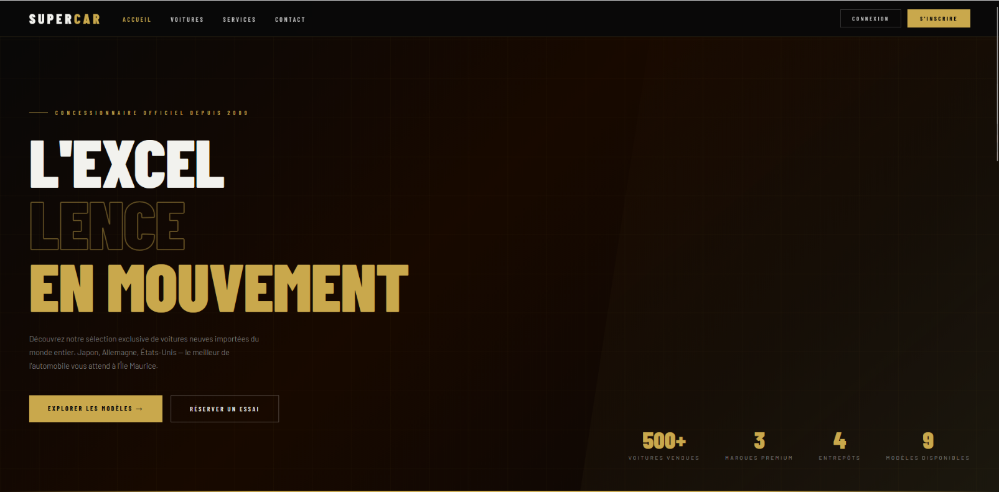 SUPERCAR
ACCUEIL
VOITURES
SERVICES
CONTACT
CONNEXION
S'INSCRIRE
CONCESSIONNAIRE OFFICIEL DEPUIS 2009
L'EXCEL
LENCE
EN MOUVEMENT
Découvrez notre sélection exclusive de voitures neuves importées du
monde entier. Japon, Allemagne, États-Unis — le meilleur de
l'automobile vous attend à l'Île Maurice.
EXPLORER LES MODÈLES →
RÉSERVER UN ESSAI
500+
VOITURES VENDUES
3
MARQUES PREMIUM
4
ENTREPÔTS
9
MODÈLES DISPONIBLES